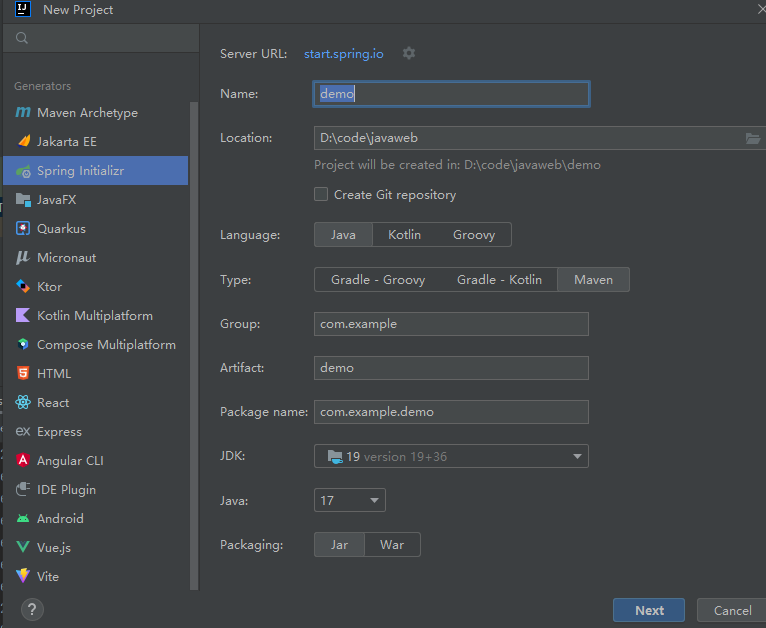 New Project
Generators
Maven Archetype
Jakarta EE
Spring Initializr
JavaFX
Quarkus
Micronaut
Ktor
Kotlin Multiplatform
Compose Multiplatform
HTML
React
Express
Angular CLI
IDE Plugin
Android
Vue.js
Vite
?
Server URL: start.spring.io
Name: demo
Location: D:\code\javaweb
Project will be created in: D:\code\javaweb\demo
Create Git repository
Language: Java Kotlin Groovy
Type: Gradle - Groovy Gradle - Kotlin Maven
Group: com.example
Artifact: demo
Package name: com.example.demo
JDK: 19 version 19+36
Java: 17
Packaging: Jar War
Next Cancel